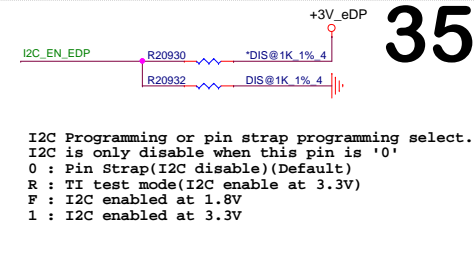 +3V_eDP
35
I2C_EN_EDP
R20930
*DIS@1K_1%_4
R20932
DIS@1K_1%_4
I2C Programming or pin strap programming select.
I2C is only disable when this pin is '0'
0 : Pin Strap(I2C disable)(Default)
R : TI test mode(I2C enable at 3.3V)
F : I2C enabled at 1.8V
1 : I2C enabled at 3.3V